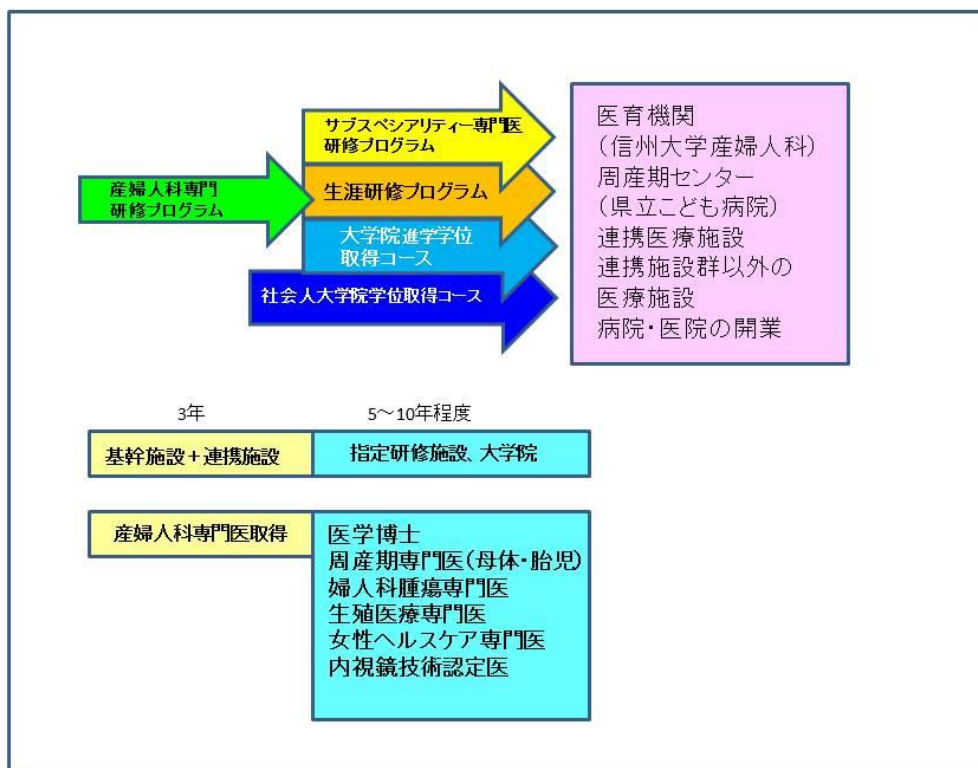 サブスペシアリティー専門医
研修プログラム
産婦人科専門
研修プログラム
生涯研修プログラム
大学院進学学位
取得コース
社会人大学院学位取得コース
医育機関
(信州大学産婦人科)
周産期センター
(県立こども病院)
連携医療施設
連携施設群以外の
医療施設
病院・医院の開業
3年
5～10年程度
基幹施設＋連携施設
指定研修施設、大学院
産婦人科専門医取得
医学博士
周産期専門医(母体・胎児)
婦人科腫瘍専門医
生殖医療専門医
女性ヘルスケア専門医
内視鏡技術認定医